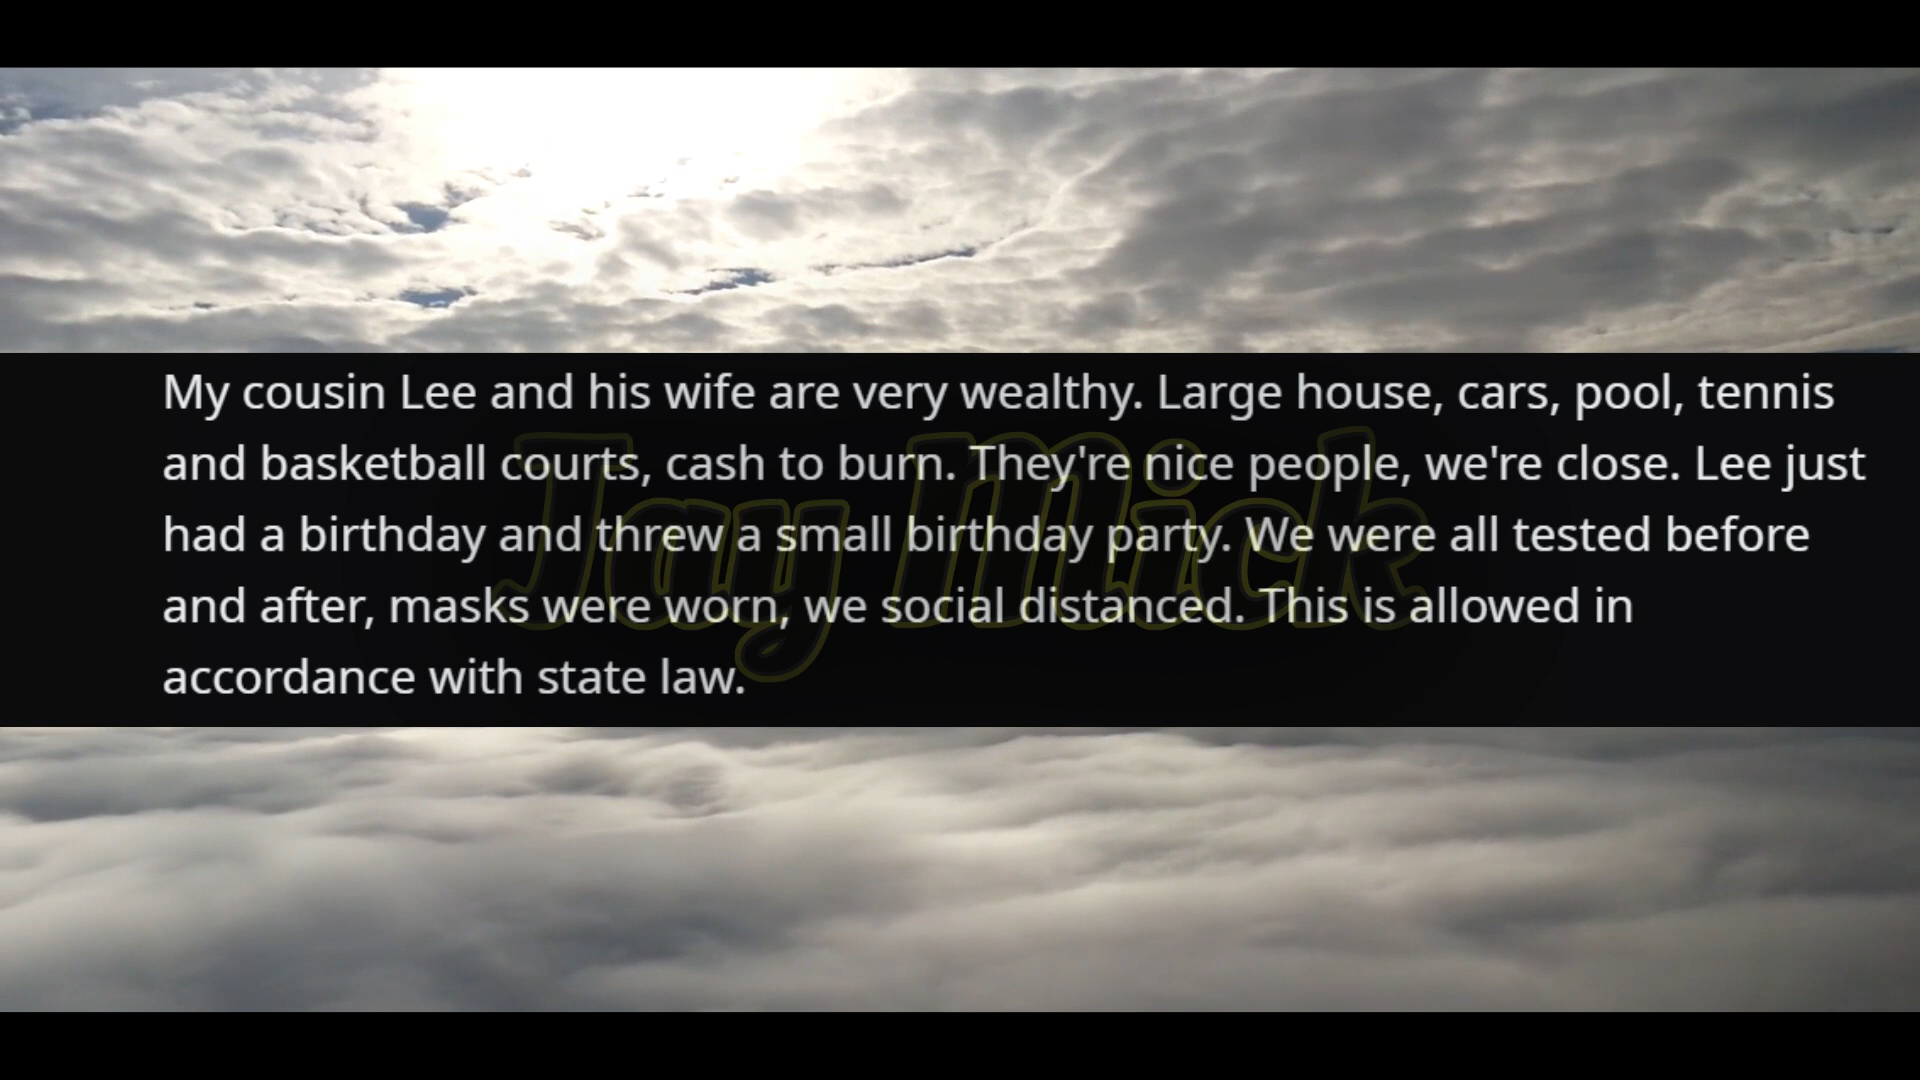 My cousin Lee and his wife are very wealthy. Large house, cars, pool, tennis
and basketball courts, cash to burn. They're nice people, we're close. Lee just
had a birthday and threw a small birthday party. We were all tested before
and after, masks were worn, we social distanced. This is allowed in
accordance with state law.
Jay Mick